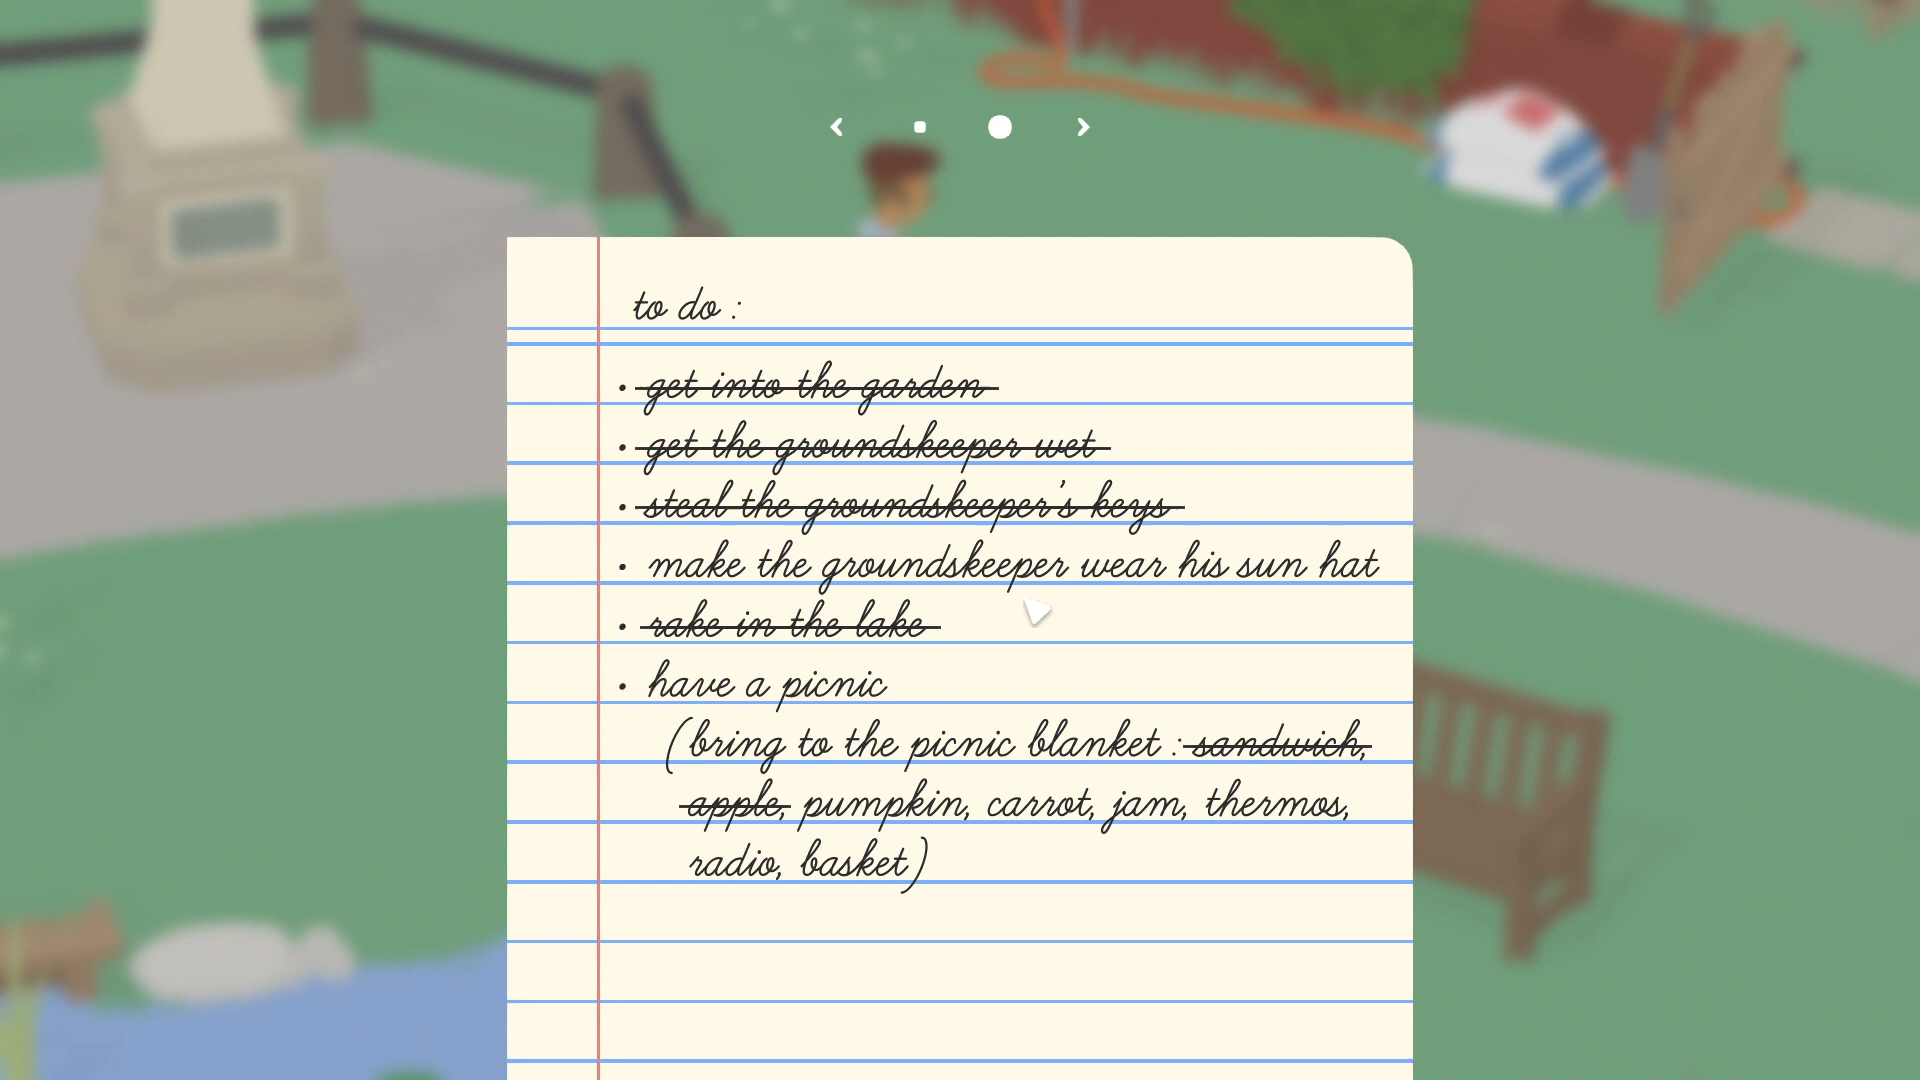 to do :
• get into the garden
• get the groundskeeper wet
• steal the groundskeeper's keys
• make the groundskeeper wear his sun hat
• rake in the lake
• have a picnic
(bring to the picnic blanket : sandwich,
apple, pumpkin, carrot, jam, thermos,
radio, basket)